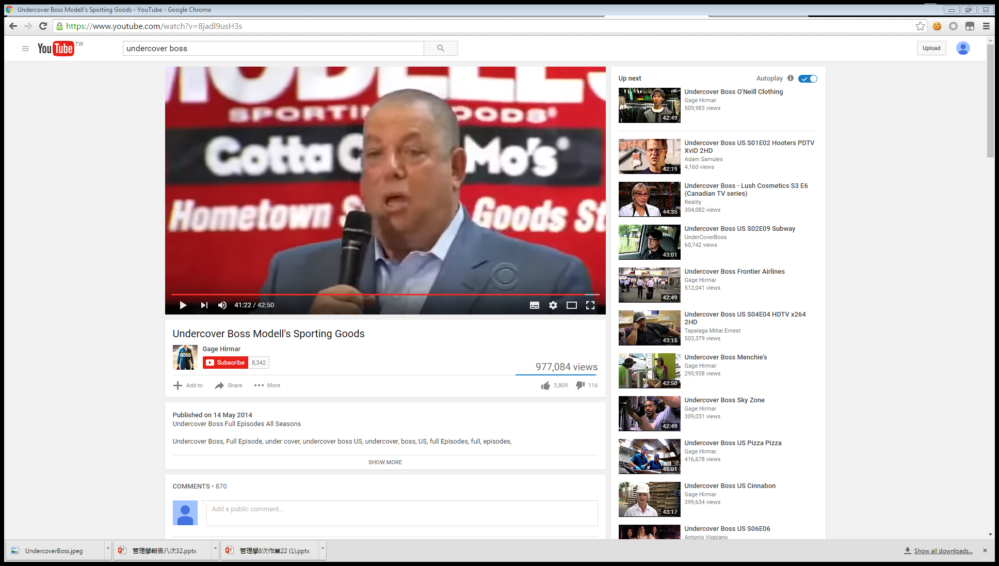 Undercover Boss Modell's Sporting Goods - YouTube - Google Chrome
https://www.youtube.com/watch?v=8jadl9usH3s
YouTube TW
undercover boss
Upload
MODELLS
SPORTIN OODS®
Gotta C Mo's®
Hometown S Goods St
41:22 / 42:50
Undercover Boss Modell's Sporting Goods
BOSS
Gage Hirmar
Subscribe 8,342
977,084 views
Add to Share More 3,809 116
Published on 14 May 2014
Undercover Boss Full Episodes All Seasons
Undercover Boss, Full Episode, under cover, undercover boss US, undercover, boss, US, full Episodes, full, episodes,
SHOW MORE
COMMENTS • 870
Add a public comment...
Up next Autoplay
Undercover Boss O'Neill Clothing
Gage Hirmar
509,983 views
42:49
Undercover Boss US S01E02 Hooters PDTV
XviD 2HD
Adam Samules
4,160 views
42:19
Undercover Boss - Lush Cosmetics S3 E6
(Canadian TV series)
Reality
304,082 views
44:35
Undercover Boss US S02E09 Subway
UnderCoverBoss
60,742 views
43:01
Undercover Boss Frontier Airlines
Gage Hirmar
512,041 views
42:49
Undercover Boss US S04E04 HDTV x264
2HD
Tapalaga Mihai Ernest
503,379 views
43:15
Undercover Boss Menchie's
Gage Hirmar
295,938 views
42:50
Undercover Boss Sky Zone
Gage Hirmar
309,031 views
42:49
Undercover Boss US Pizza Pizza
Gage Hirmar
416,678 views
45:01
Undercover Boss US Cinnabon
Gage Hirmar
399,634 views
43:17
Undercover Boss US S06E06
Antonio Viggiano
UndercoverBoss.jpeg
管理學報告八次32.pptx
管理學8次作業22 (1).pptx
Show all downloads...